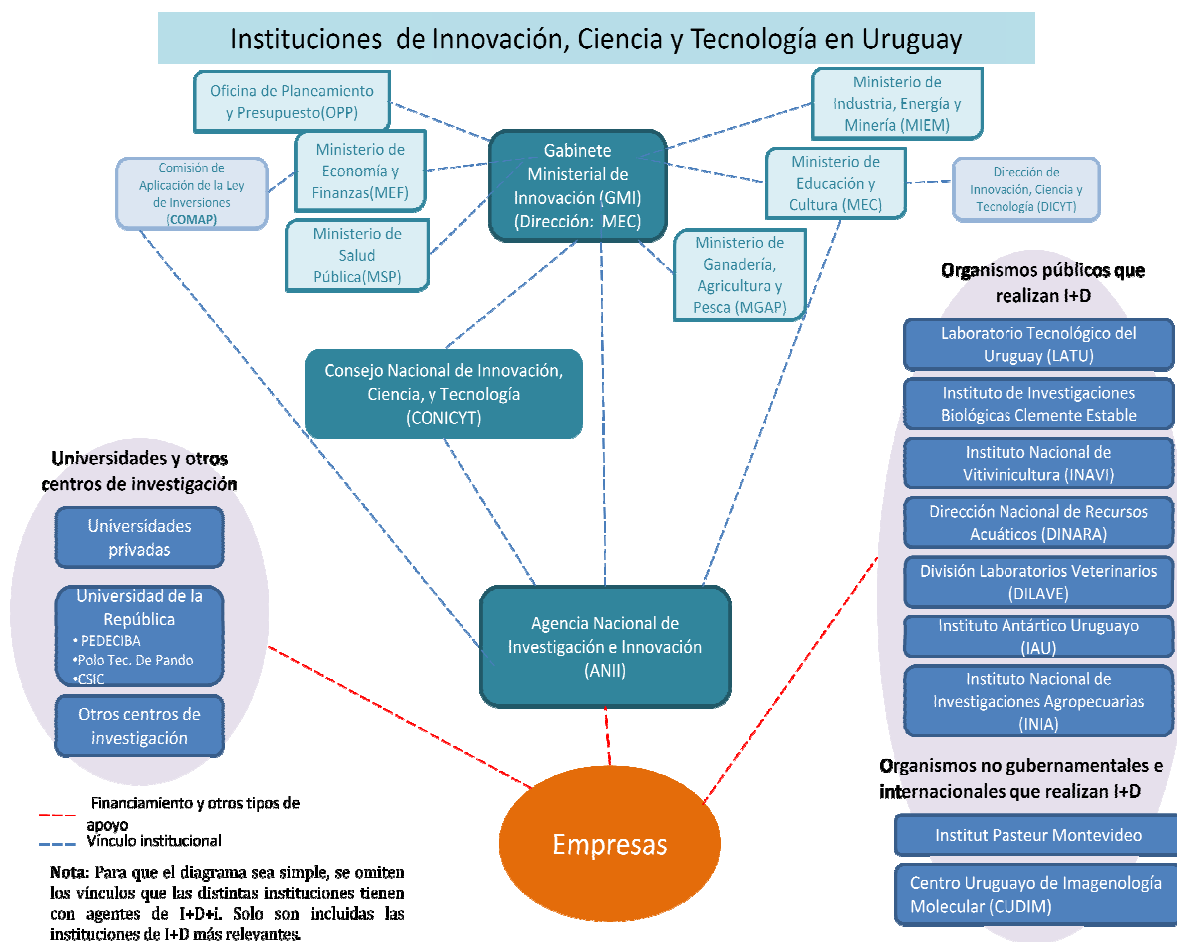 Instituciones de Innovación, Ciencia y Tecnología en Uruguay
Oficina de Planeamiento
y Presupuesto(OPP)
Ministerio de
Industria, Energía y
Minería (MIEM)
Gabinete
Ministerial de
Innovación (GMI)
(Dirección: MEC)
Ministerio de
Economía y
Finanzas(MEF)
Comisión de
Aplicación de la Ley
de Inversiones
(COMAP)
Ministerio de
Educación y
Cultura (MEC)
Dirección de
Innovación, Ciencia y
Tecnología (DICYT)
Ministerio de
Salud
Pública(MSP)
Ministerio de
Ganadería,
Agricultura y
Pesca (MGAP)
Consejo Nacional de Innovación,
Ciencia, y Tecnología
(CONICYT)
Organismos públicos que
realizan I+D
Laboratorio Tecnológico del
Uruguay (LATU)
Instituto de Investigaciones
Biológicas Clemente Estable
Instituto Nacional de
Vitivinicultura (INAVI)
Dirección Nacional de Recursos
Acuáticos (DINARA)
División Laboratorios Veterinarios
(DILAVE)
Instituto Antártico Uruguayo
(IAU)
Instituto Nacional de
Investigaciones Agropecuarias
(INIA)
Universidades y otros
centros de investigación
Universidades
privadas
Universidad de la
República
• PEDECIBA
•Polo Tec. De Pando
•CSIC
Otros centros de
investigación
Agencia Nacional de
Investigación e Innovación
(ANII)
Organismos no gubernamentales e
internacionales que realizan I+D
Institut Pasteur Montevideo
Centro Uruguayo de Imagenología
Molecular (CUDIM)
Empresas
Financiamiento y otros tipos de
apoyo
Vínculo institucional
Nota: Para que el diagrama sea simple, se omiten
los vínculos que las distintas instituciones tienen
con agentes de I+D+i. Solo son incluidas las
instituciones de I+D más relevantes.